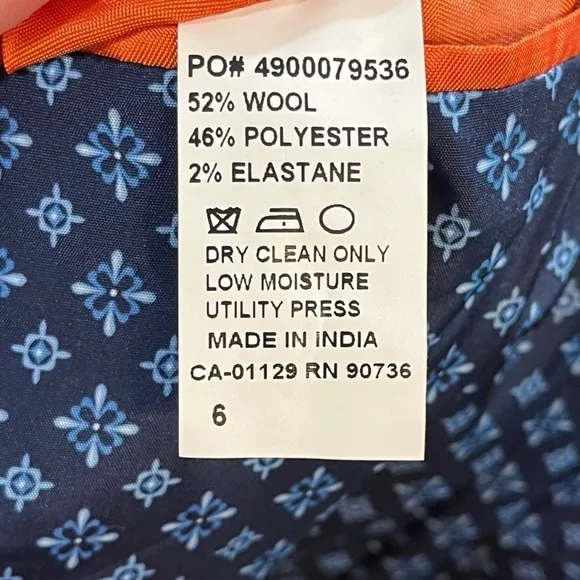 PO# 4900079536
52% WOOL
46% POLYESTER
2% ELASTANE
DRY CLEAN ONLY
LOW MOISTURE
UTILITY PRESS
MADE IN INDIA
CA-01129 RN 90736
6